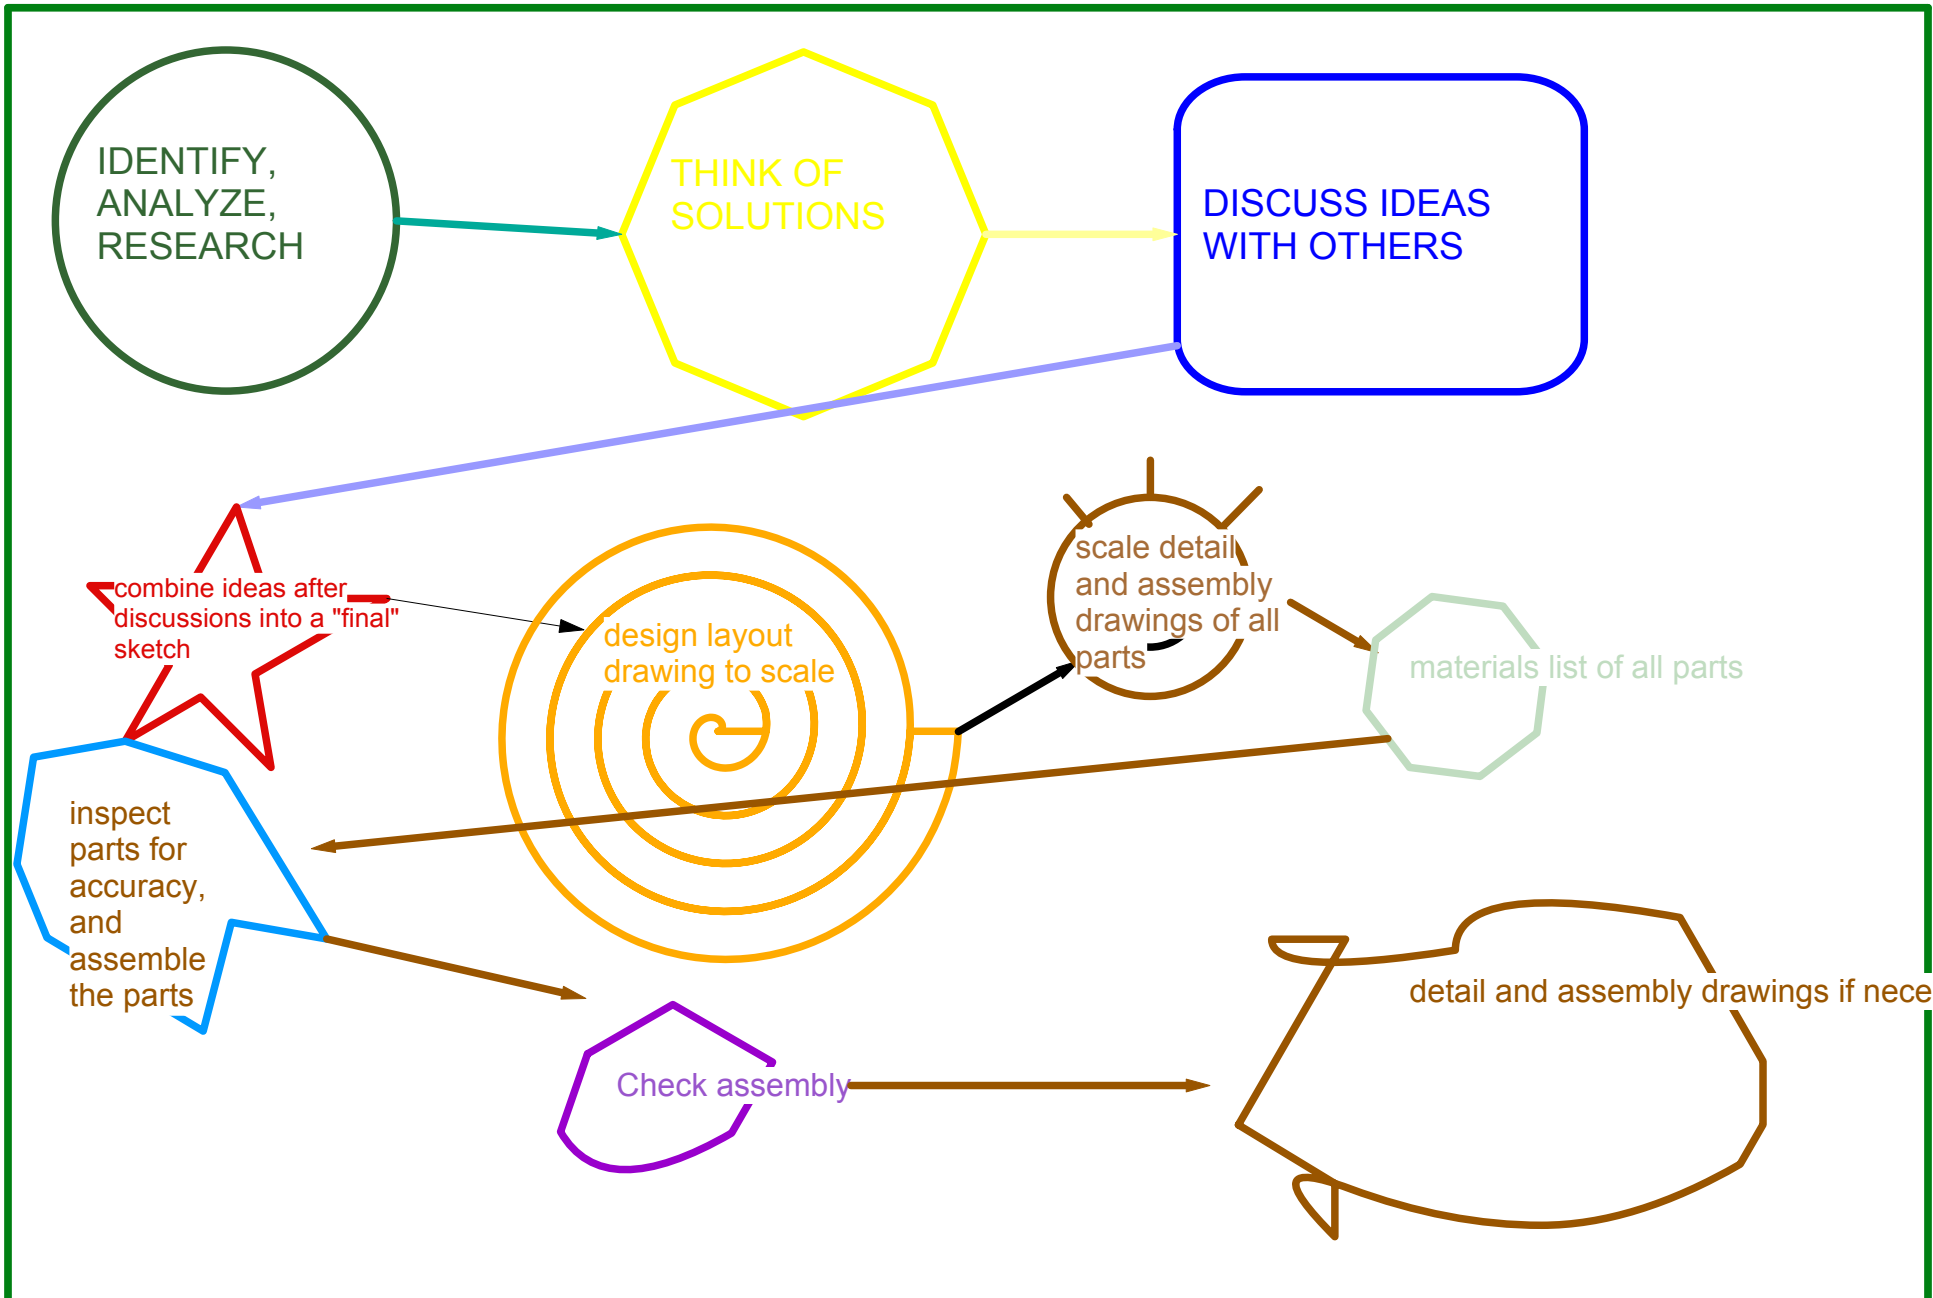 IDENTIFY,
ANALYZE,
RESEARCH
THINK OF
SOLUTIONS
DISCUSS IDEAS
WITH OTHERS
combine ideas after
discussions into a "final"
sketch
design layout
drawing to scale
scale detail
and assembly
drawings of all
parts
materials list of all parts
inspect
parts for
accuracy,
and
assemble
the parts
Check assembly
detail and assembly drawings if nece